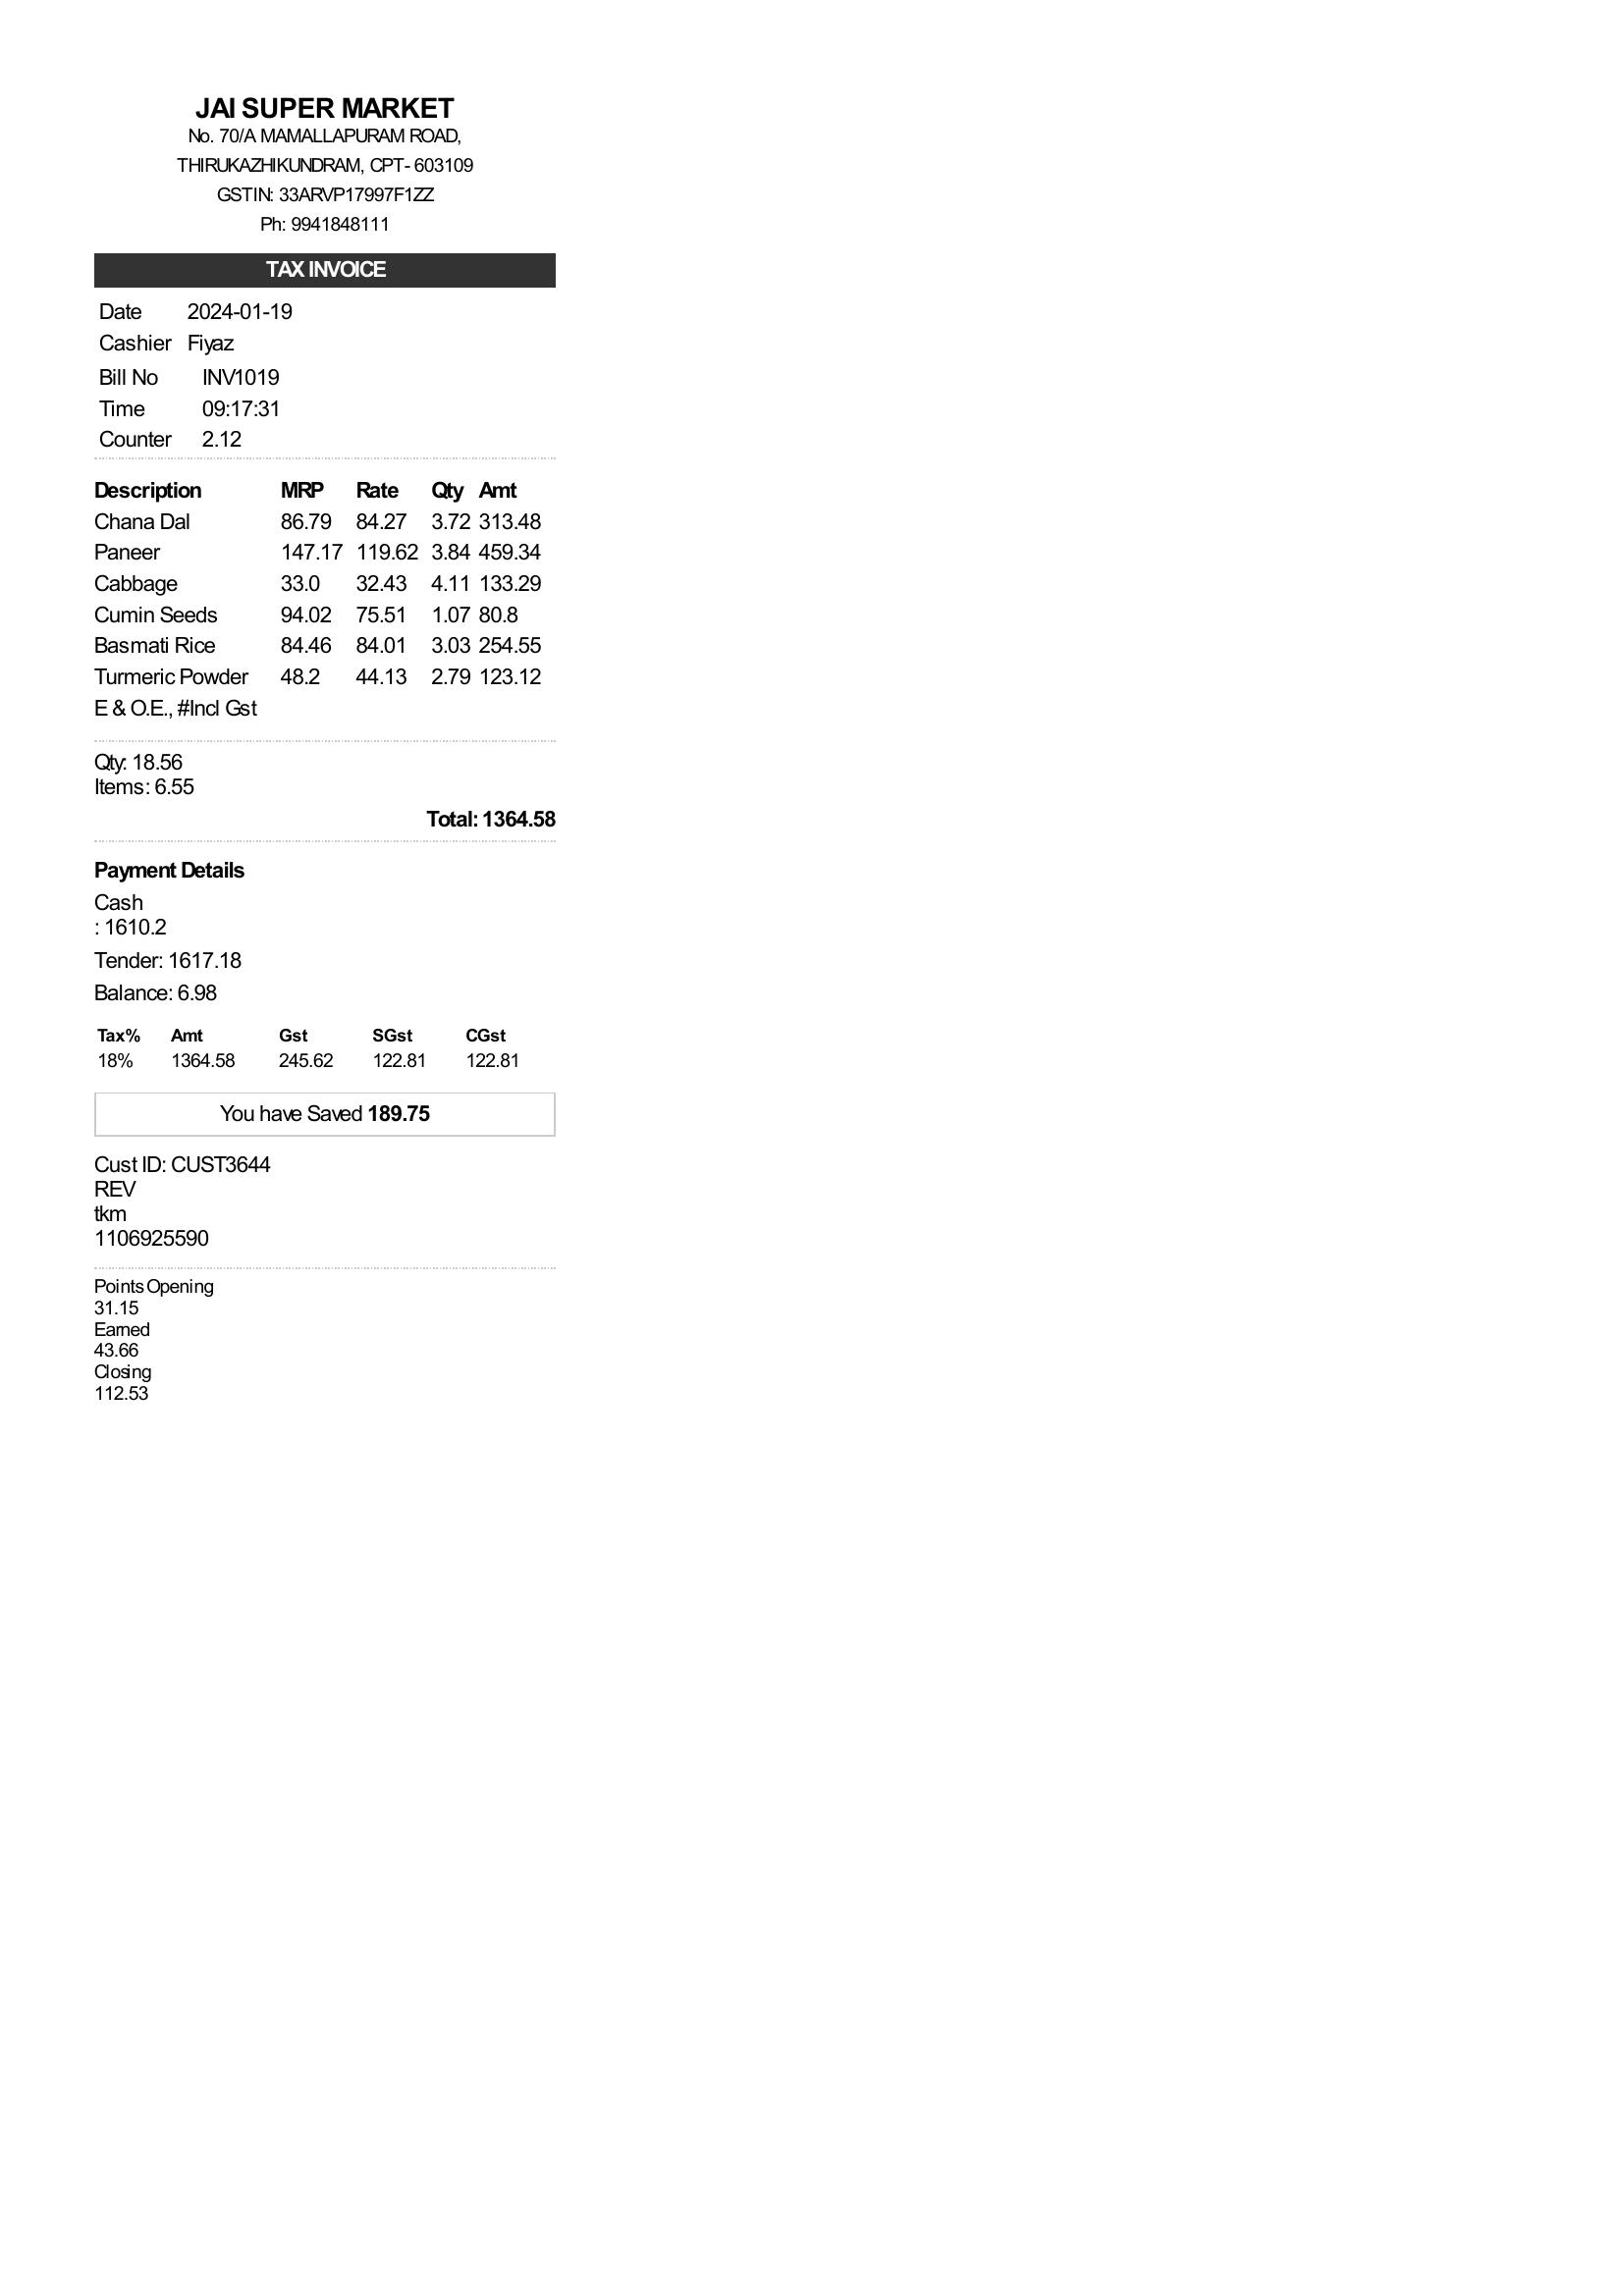 JAI SUPER MARKET
No. 70/A MAMALLAPURAM ROAD,
THIRUKAZHIKUNDRAM, CPT- 603109
GSTIN: 33ARVP17997F1ZZ
Ph: 9941848111
TAX INVOICE
Date 2024-01-19
Cashier Fiyaz
Bill No INV1019
Time 09:17:31
Counter 2.12
Description MRP Rate Qty Amt
Chana Dal 86.79 84.27 3.72 313.48
Paneer 147.17 119.62 3.84 459.34
Cabbage 33.0 32.43 4.11 133.29
Cumin Seeds 94.02 75.51 1.07 80.8
Basmati Rice 84.46 84.01 3.03 254.55
Turmeric Powder 48.2 44.13 2.79 123.12
E & O.E., #Incl Gst
Qty: 18.56
Items: 6.55
Total: 1364.58
Payment Details
Cash
: 1610.2
Tender: 1617.18
Balance: 6.98
Tax% Amt Gst SGst CGst
18% 1364.58 245.62 122.81 122.81
You have Saved 189.75
Cust ID: CUST3644
REV
tkm
1106925590
Points Opening
31.15
Earned
43.66
Closing
112.53